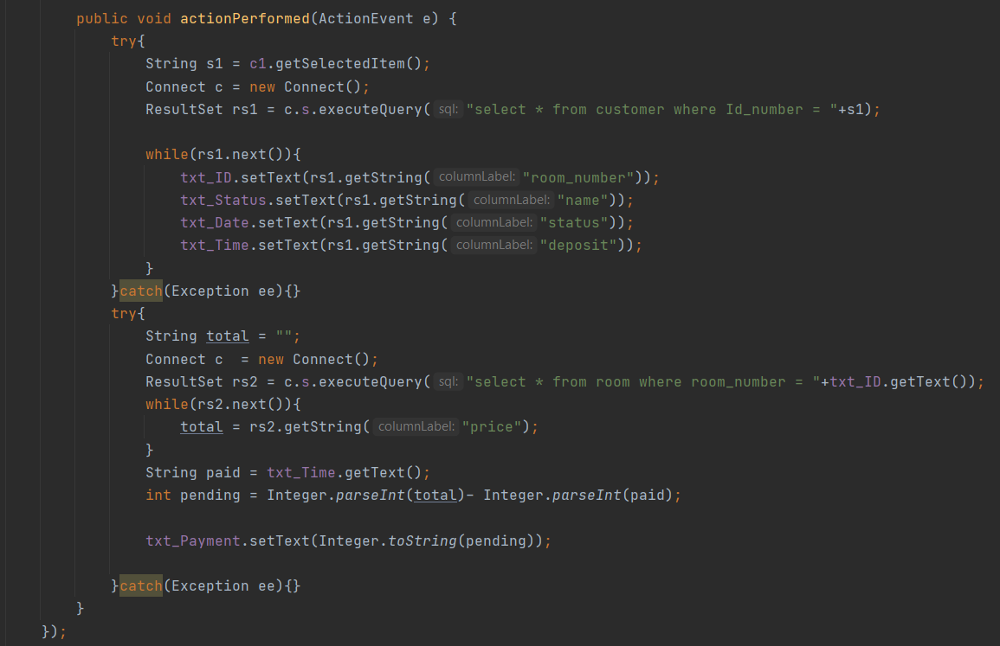 public void actionPerformed(ActionEvent e) {
try{
String s1 = c1.getSelectedItem();
Connect c = new Connect();
ResultSet rs1 = c.s.executeQuery( sql: "select * from customer where Id_number = "+s1);
while(rs1.next()){
txt_ID.setText(rs1.getString( columnLabel: "room_number"));
txt_Status.setText(rs1.getString( columnLabel: "name"));
txt_Date.setText(rs1.getString( columnLabel: "status"));
txt_Time.setText(rs1.getString( columnLabel: "deposit"));
}
}catch(Exception ee){}
try{
String total = "";
Connect c  = new Connect();
ResultSet rs2 = c.s.executeQuery( sql: "select * from room where room_number = "+txt_ID.getText());
while(rs2.next()){
total = rs2.getString( columnLabel: "price");
}
String paid = txt_Time.getText();
int pending = Integer.parseInt(total)- Integer.parseInt(paid);
txt_Payment.setText(Integer.toString(pending));
}catch(Exception ee){}
}
});